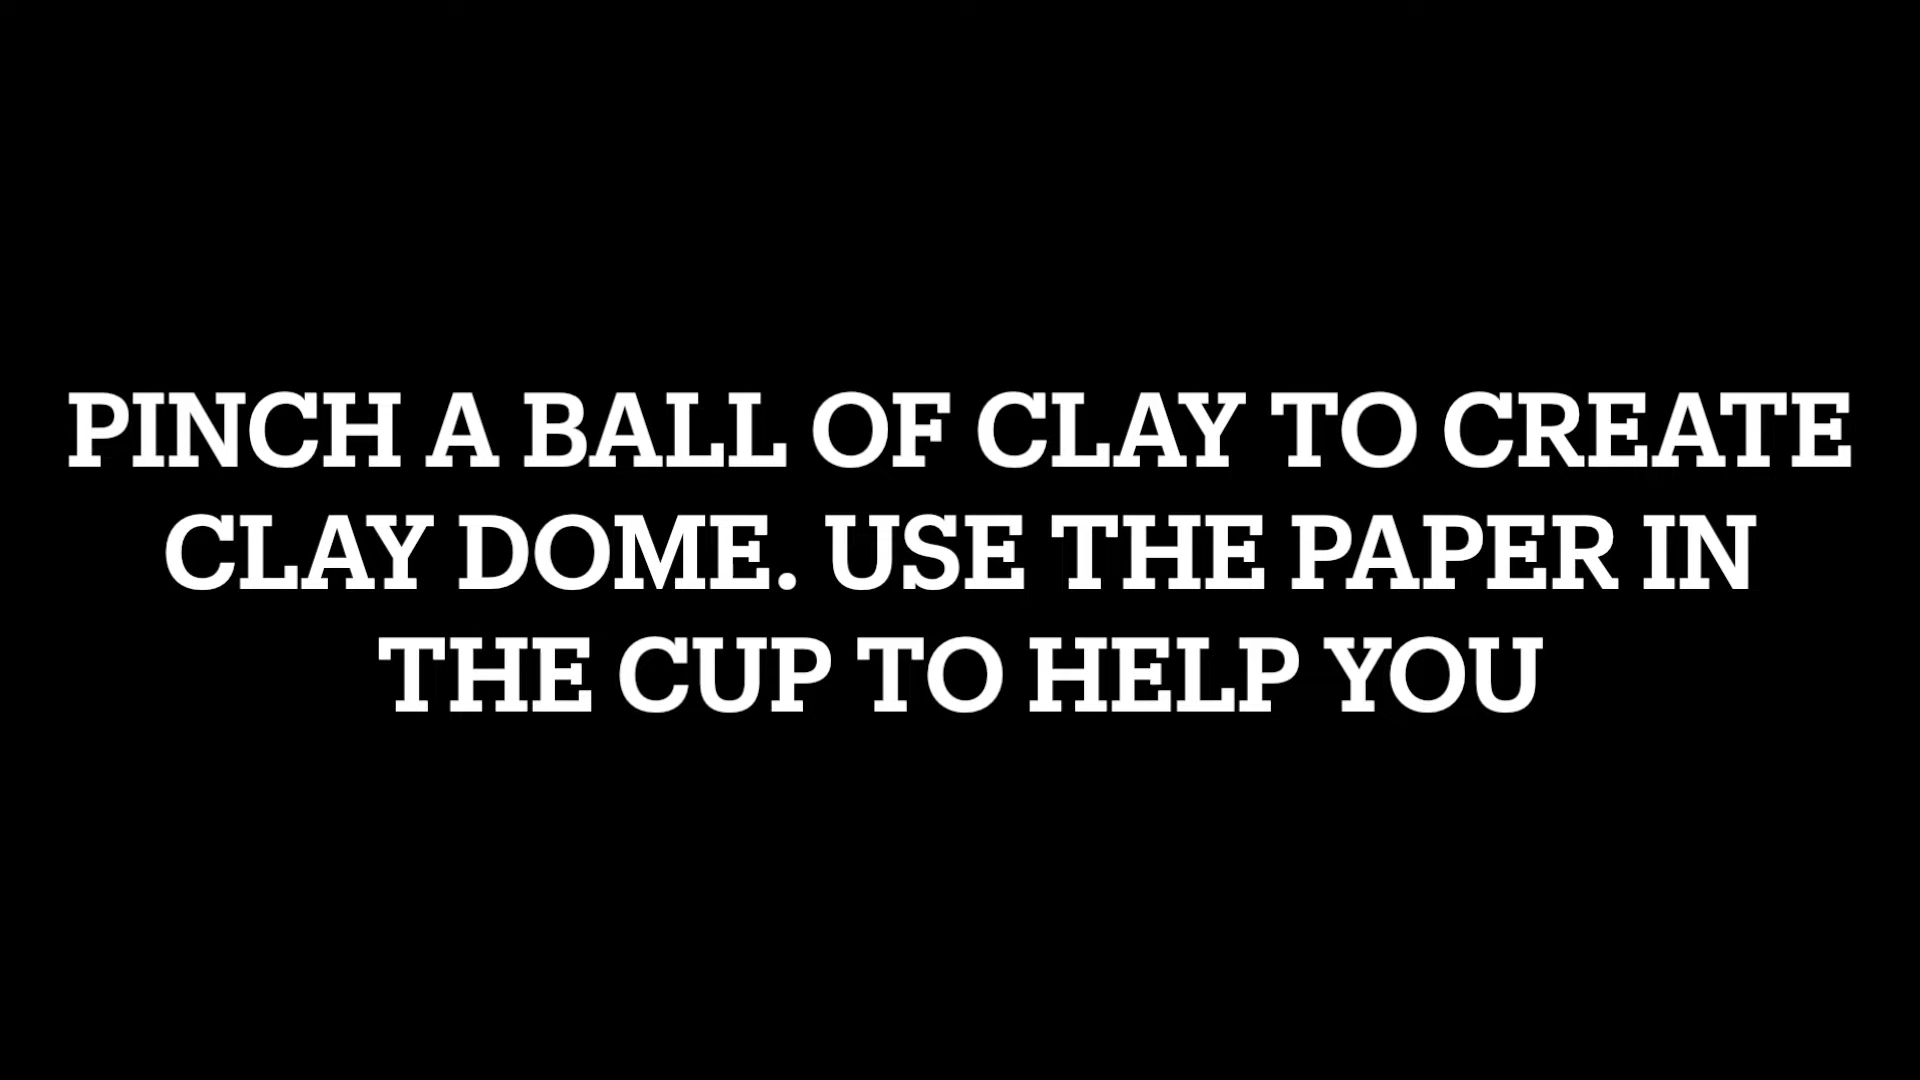 PINCH A BALL OF CLAY TO CREATE
CLAY DOME. USE THE PAPER IN
THE CUP TO HELP YOU